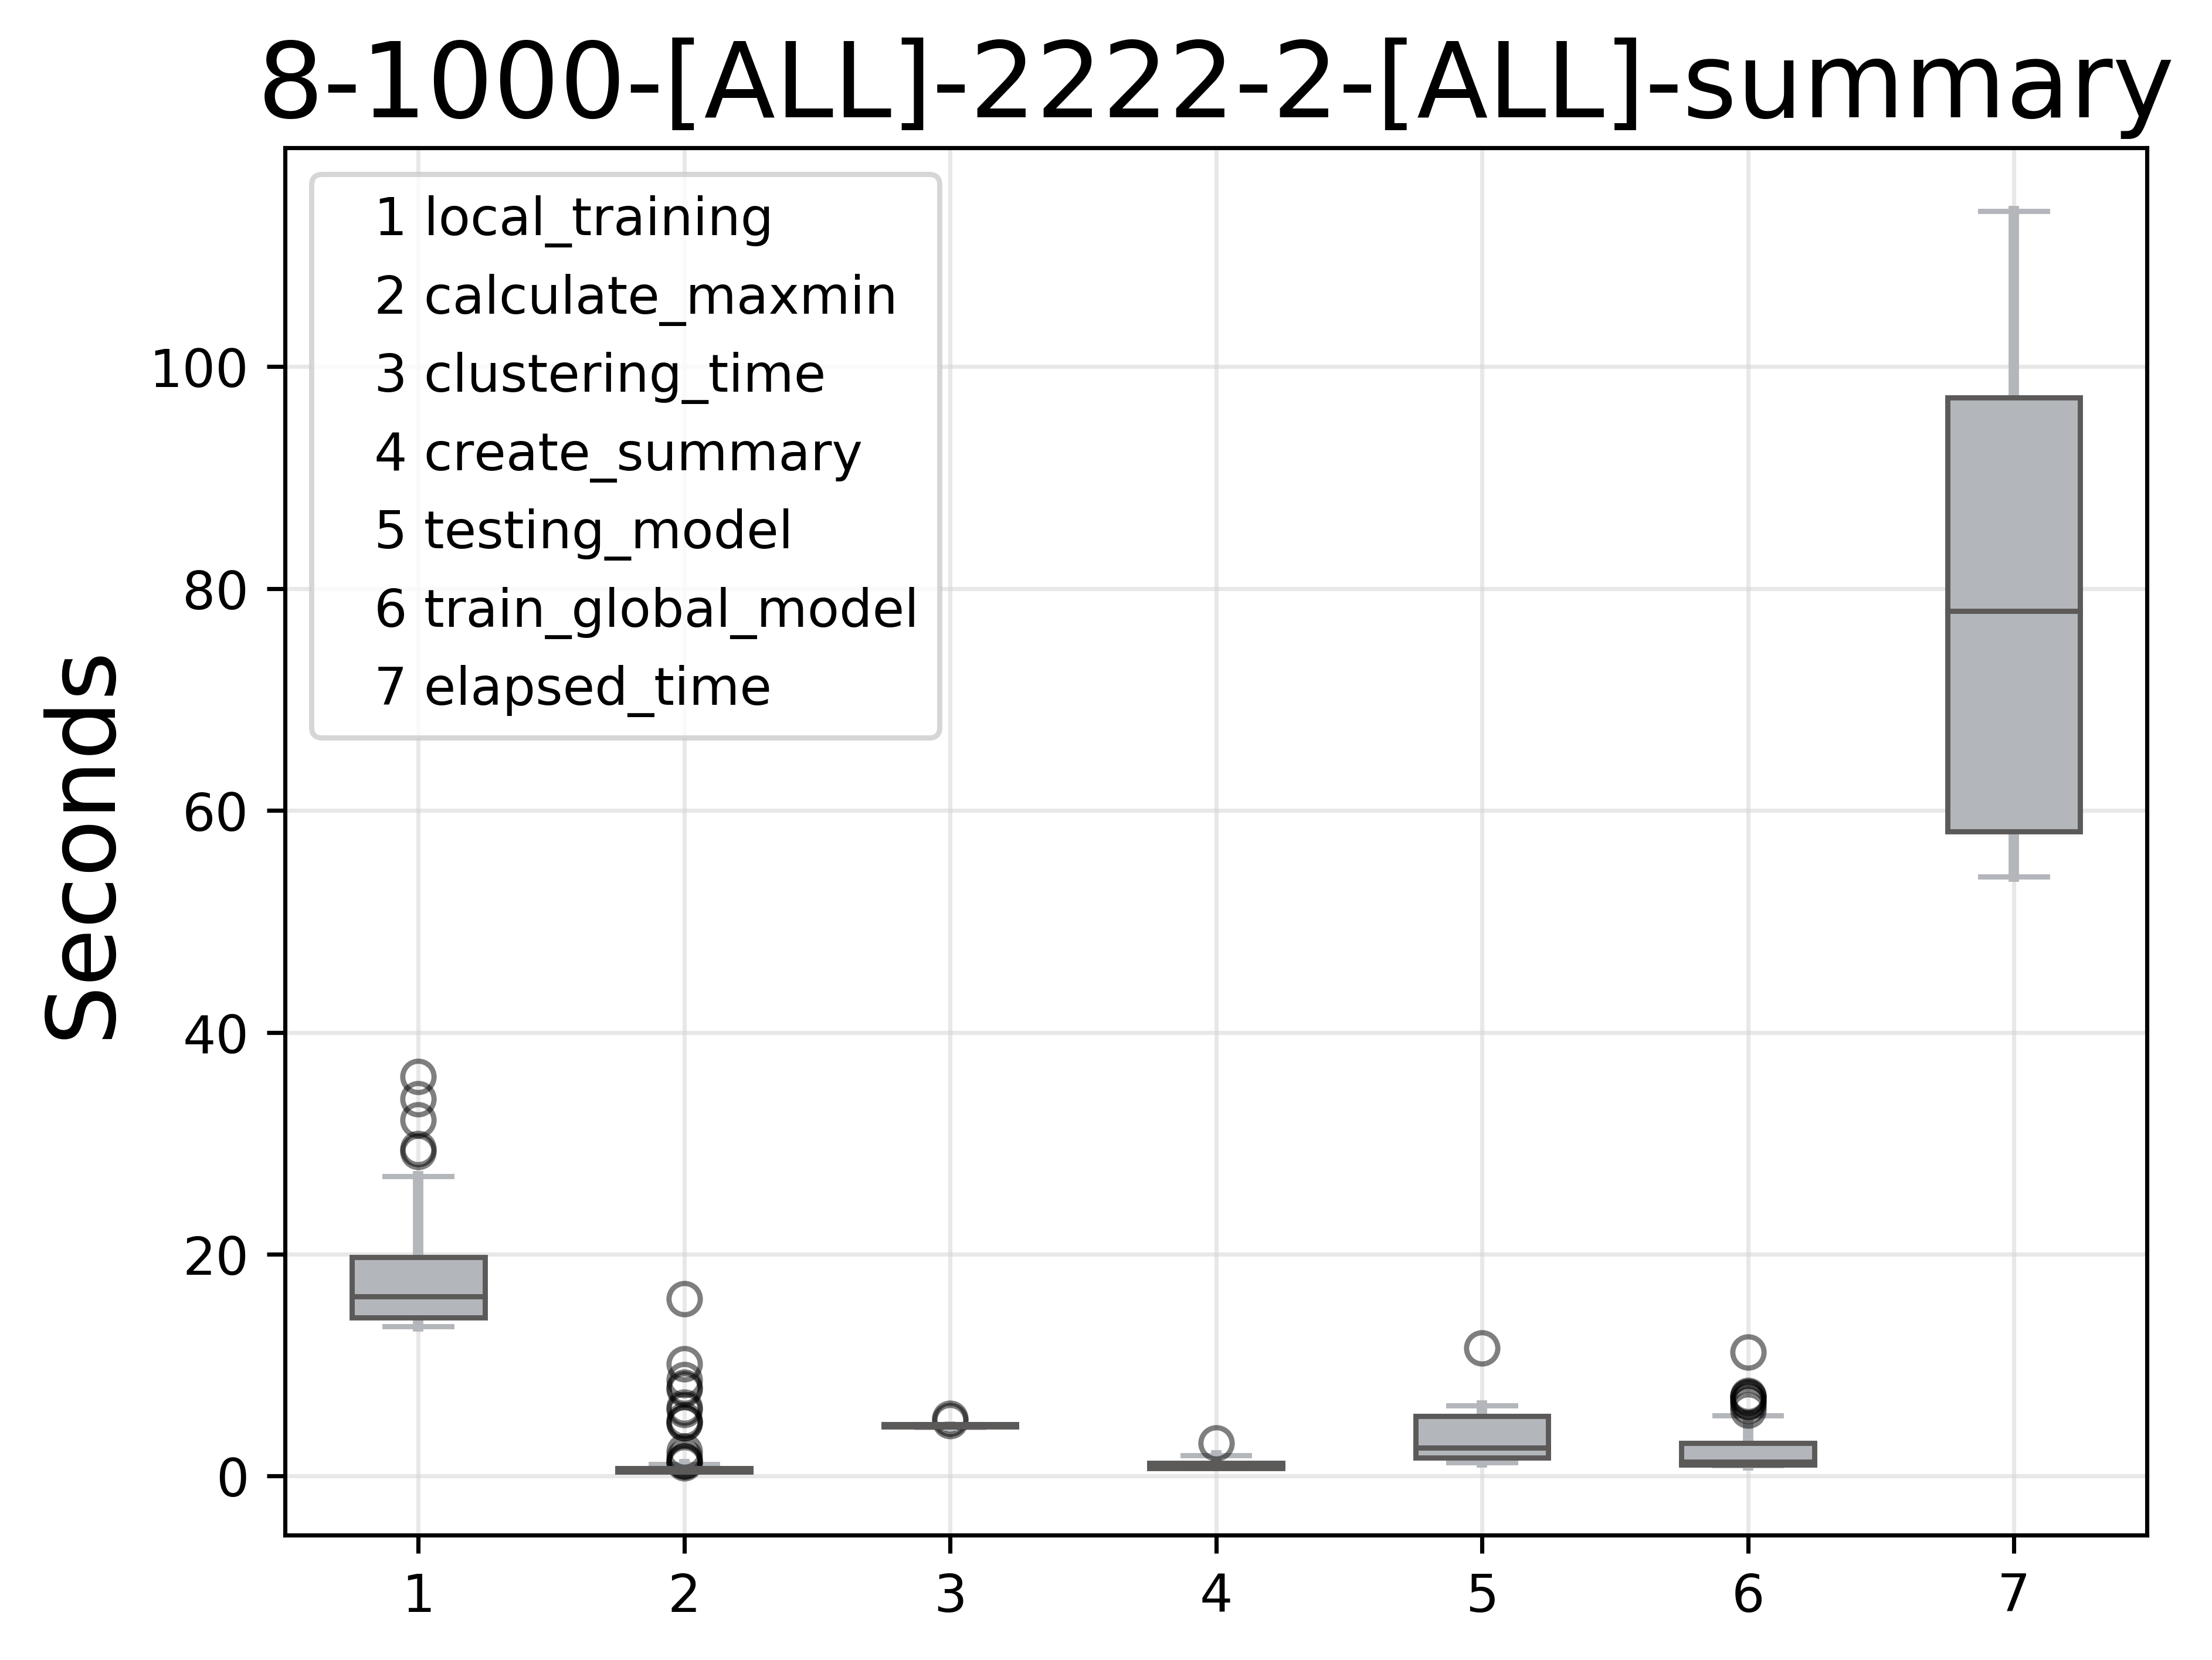 8-1000-[ALL]-2222-2-[ALL]-summary
1 local_training
2 calculate_maxmin
3 clustering_time
4 create_summary
5 testing_model
6 train_global_model
7 elapsed_time
Seconds
100
80
60
40
20
0
1 2 3 4 5 6 7